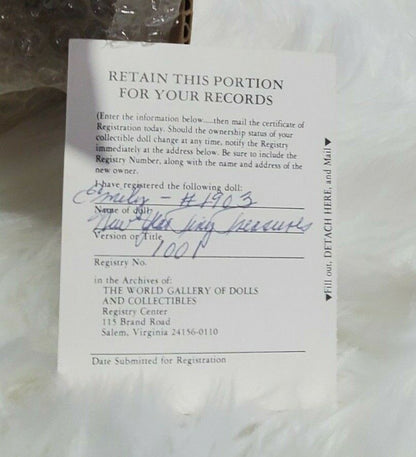 RETAIN THIS PORTION
FOR YOUR RECORDS
(Enter the information below.....then mail the certificate of
Registration today. Should the ownership status of your
collectible doll change at any time, notify the Registry
immediately at the address below. Be sure to include the
Registry Number, along with the name and address of the
new owner.
I have registered the following doll:
Emily - #1903
Name of doll
New Year Tiny Treasures
Version or Title
1001
Registry No.
in the Archives of:
THE WORLD GALLERY OF DOLLS
AND COLLECTIBLES
Registry Center
115 Brand Road
Salem, Virginia 24156-0110
Date Submitted for Registration
▼Fill out, DETACH HERE, and Mail▼